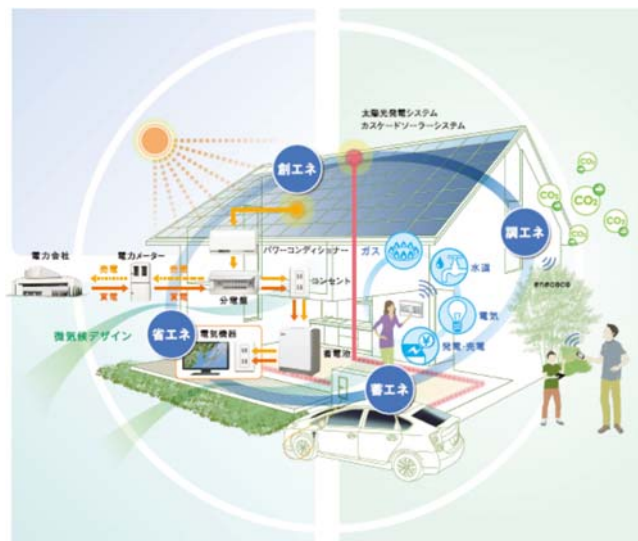 太陽光発電システム
カスケードソーラーシステム
創エネ
CO₂
CO₂
CO₂
CO₂
CO₂
調エネ
ガス
水道
電気
発電・売電
enecoco
パワーコンディショナー
電力会社
売電
買電
電力メーター
売電
買電
分電盤
コンセント
微気候デザイン
省エネ
電気機器
蓄電池
蓄エネ